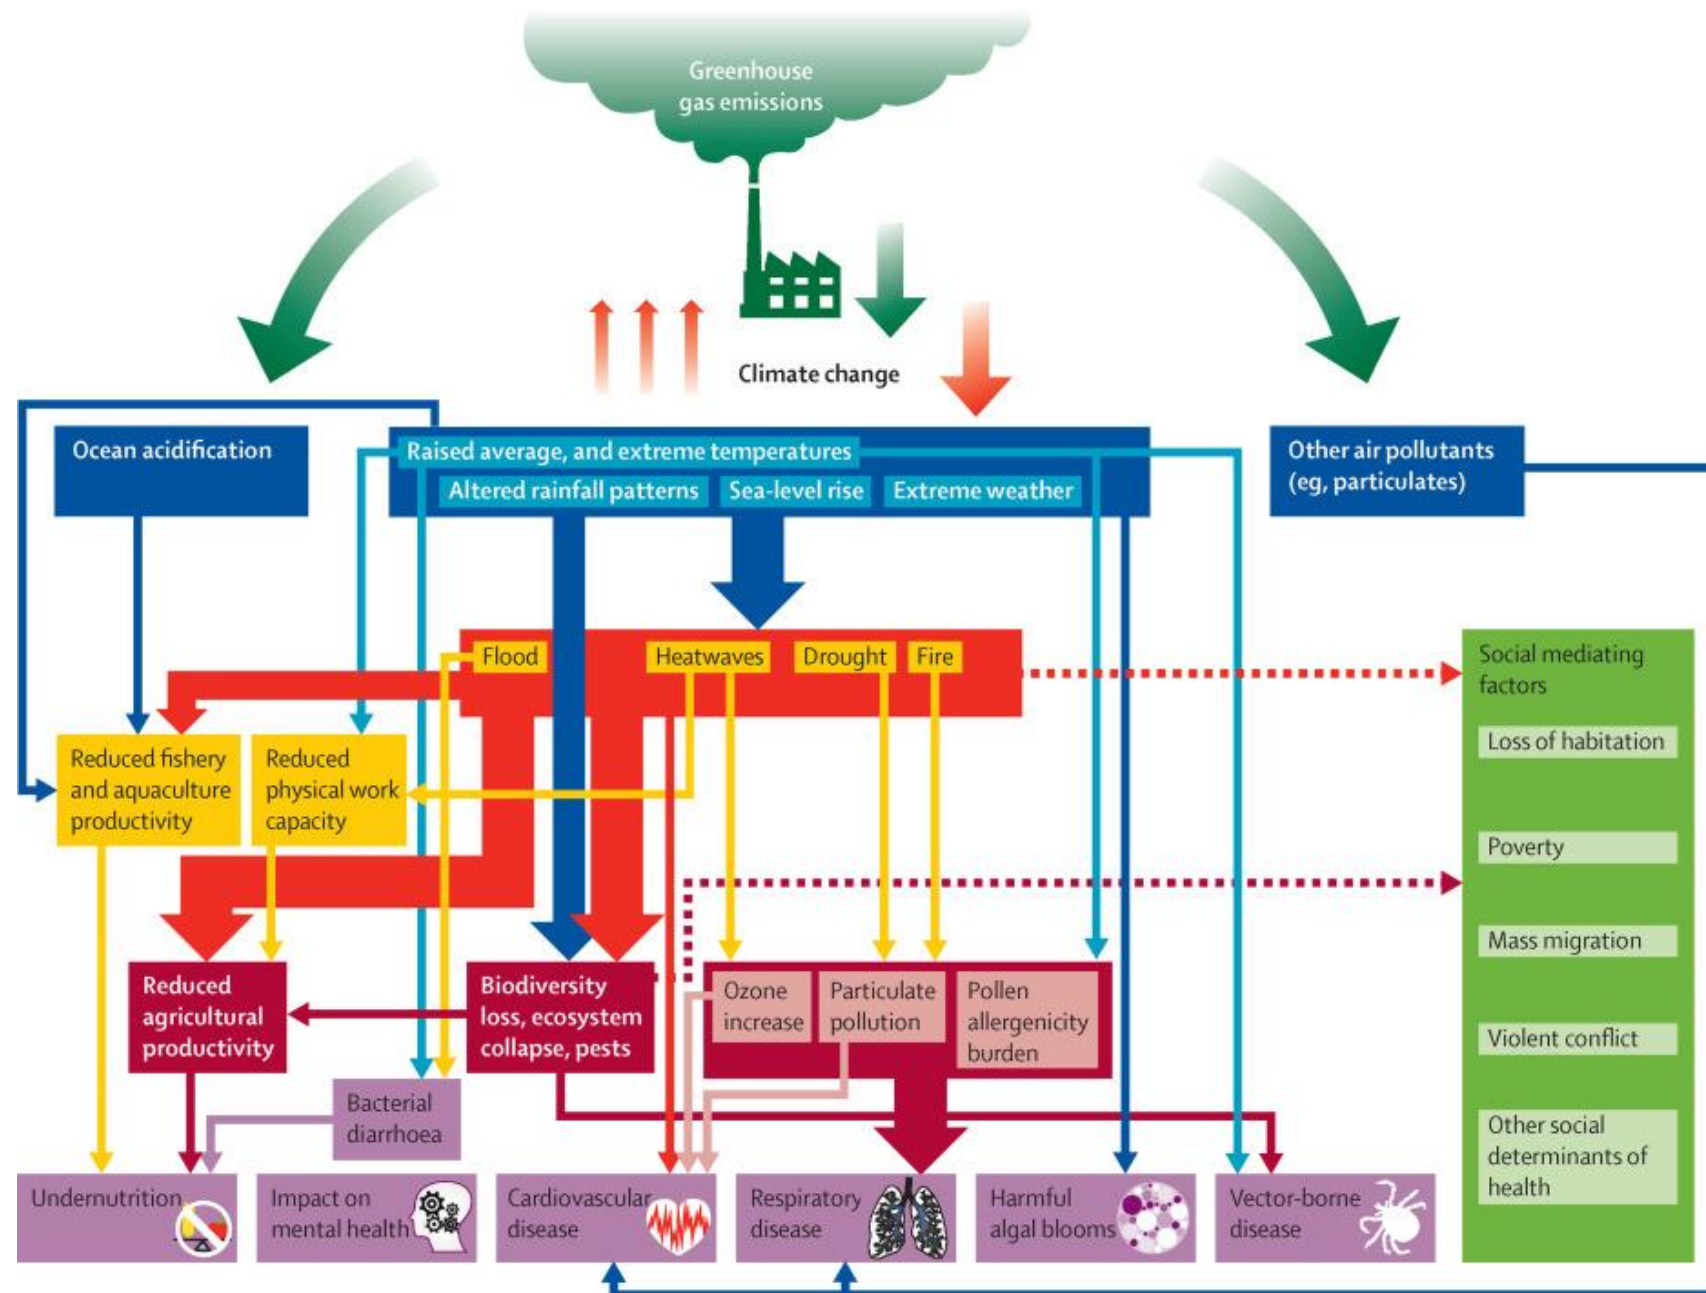 Greenhouse
gas emissions
Climate change
Ocean acidification
Raised average, and extreme temperatures
Altered rainfall patterns
Sea-level rise
Extreme weather
Other air pollutants
(eg, particulates)
Flood
Heatwaves
Drought
Fire
Social mediating
factors
Loss of habitation
Poverty
Mass migration
Violent conflict
Other social
determinants of
health
Reduced fishery
and aquaculture
productivity
Reduced
physical work
capacity
Reduced
agricultural
productivity
Biodiversity
loss, ecosystem
collapse, pests
Ozone
increase
Particulate
pollution
Pollen
allergenicity
burden
Bacterial
diarrhoea
Undernutrition
Impact on
mental health
Cardiovascular
disease
Respiratory
disease
Harmful
algal blooms
Vector-borne
disease